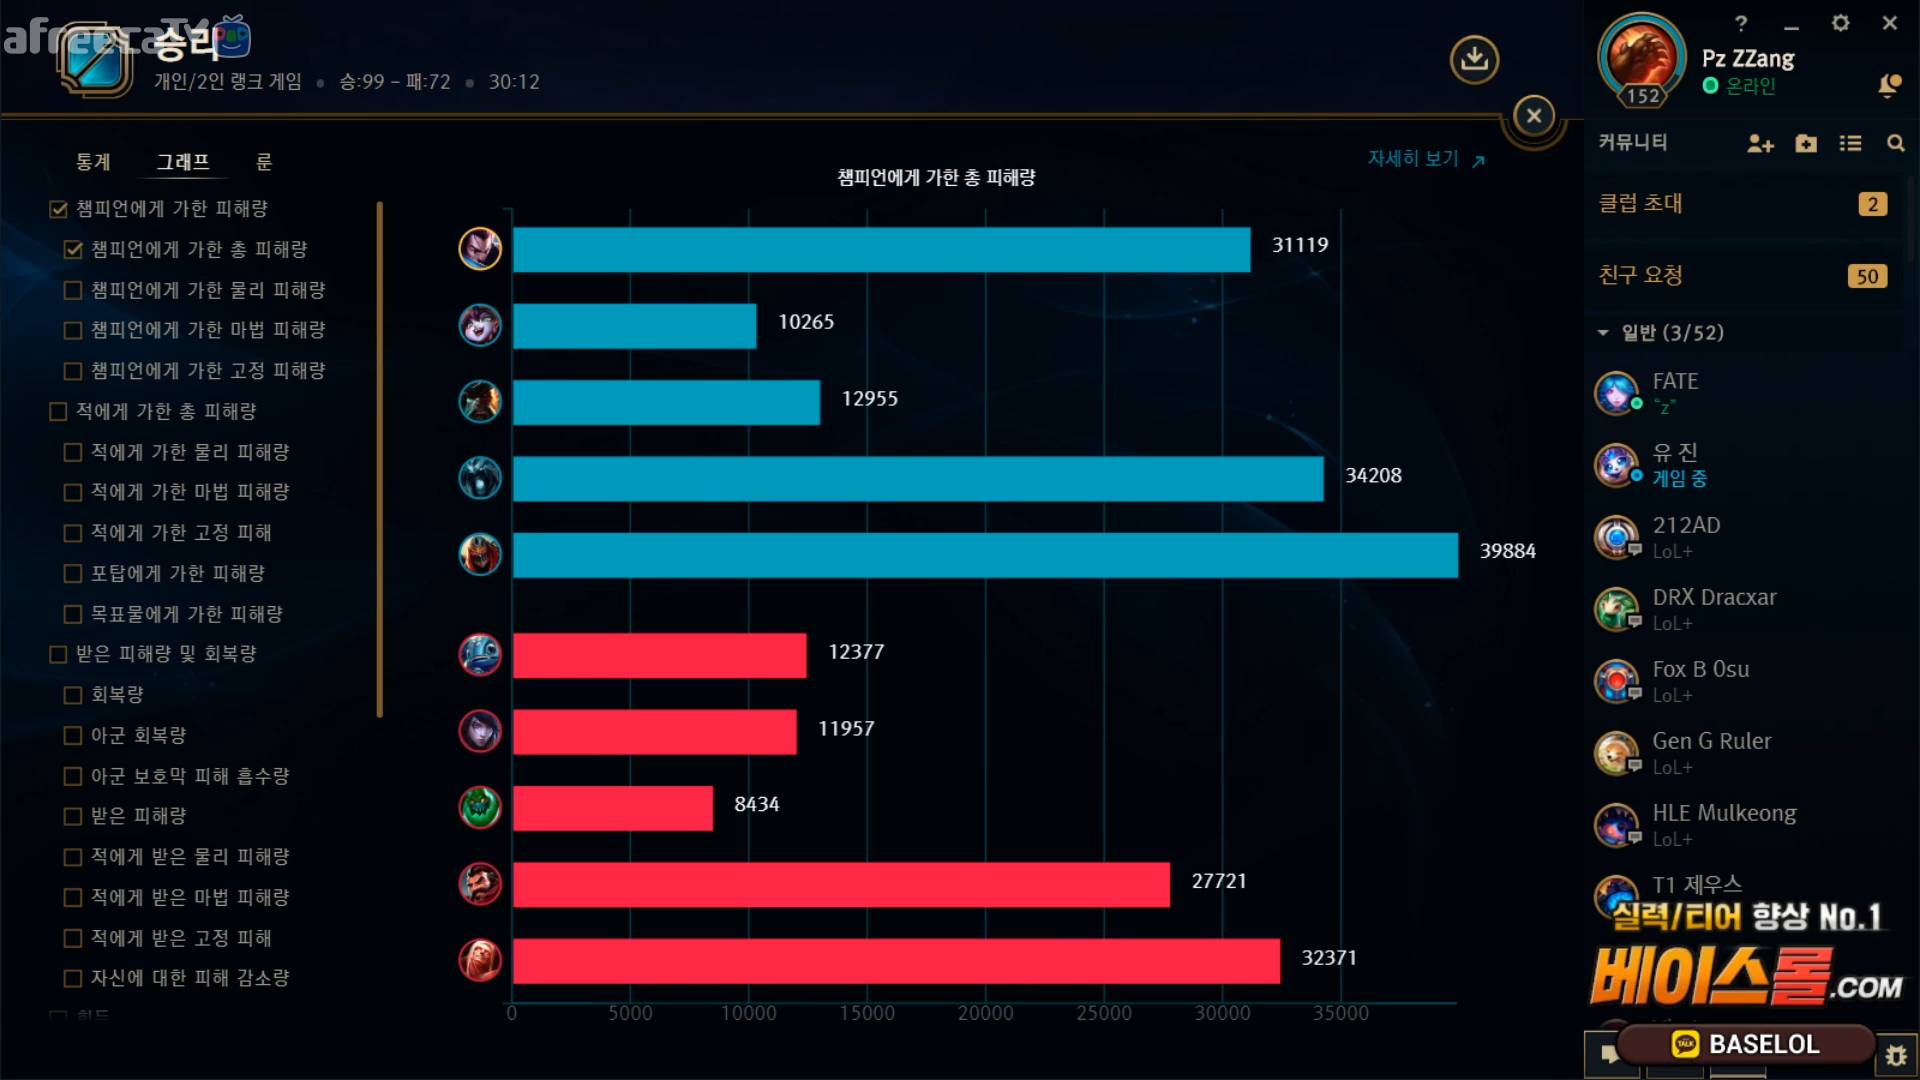 afreecaTV
승리
개인/2인 랭크 게임 • 승:99 - 패:72 • 30:12
통계 그래프 룬
챔피언에게 가한 피해량
챔피언에게 가한 총 피해량
챔피언에게 가한 물리 피해량
챔피언에게 가한 마법 피해량
챔피언에게 가한 고정 피해량
적에게 가한 총 피해량
적에게 가한 물리 피해량
적에게 가한 마법 피해량
적에게 가한 고정 피해
포탑에게 가한 피해량
목표물에게 가한 피해량
받은 피해량 및 회복량
회복량
아군 회복량
아군 보호막 피해 흡수량
받은 피해량
적에게 받은 물리 피해량
적에게 받은 마법 피해량
적에게 받은 고정 피해
자신에 대한 피해 감소량
챔피언에게 가한 총 피해량
자세히 보기
31119
10265
12955
34208
39884
12377
11957
8434
27721
32371
0 5000 10000 15000 20000 25000 30000 35000
152
Pz ZZang
온라인
커뮤니티
클럽 초대 2
친구 요청 50
일반 (3/52)
FATE
“z”
유 진
게임 중
212AD
LoL+
DRX Dracxar
LoL+
Fox B 0su
LoL+
Gen G Ruler
LoL+
HLE Mulkeong
LoL+
T1 제우스
실력/티어 향상 No.1
베이스롤.COM
TALK BASELOL